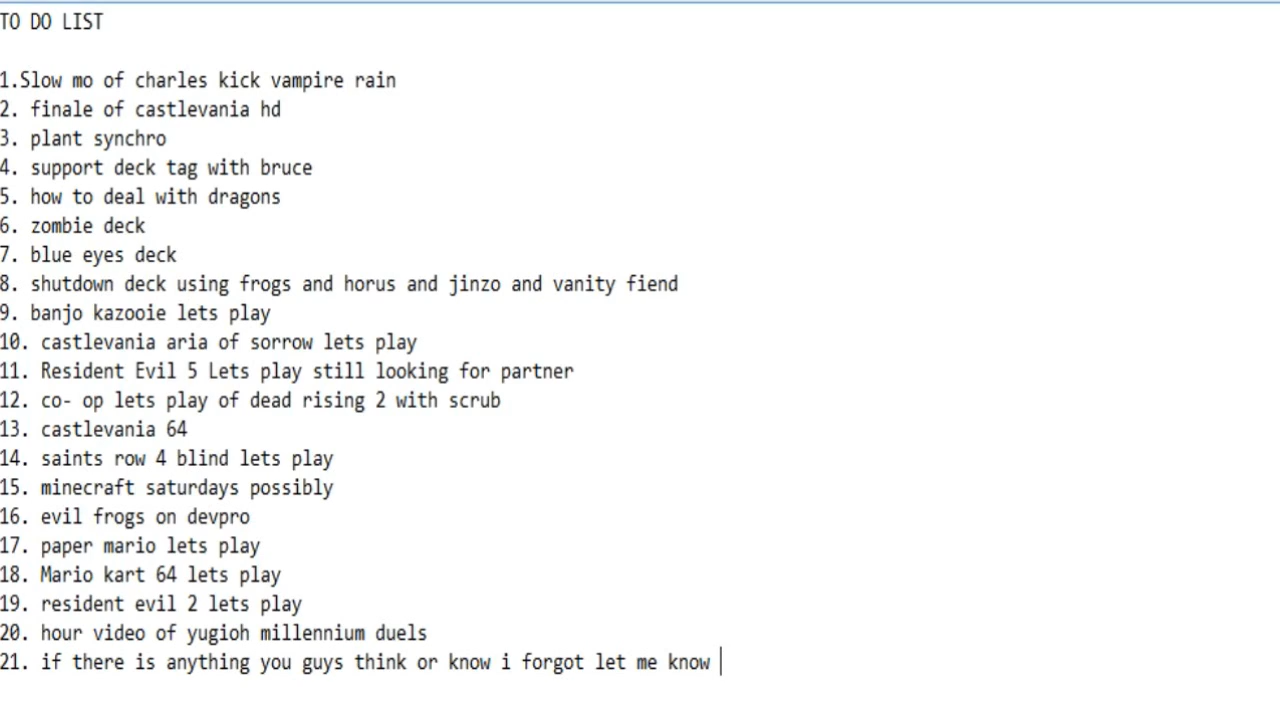 TO DO LIST
1.Slow mo of charles kick vampire rain
2. finale of castlevania hd
3. plant synchro
4. support deck tag with bruce
5. how to deal with dragons
6. zombie deck
7. blue eyes deck
8. shutdown deck using frogs and horus and jinzo and vanity fiend
9. banjo kazooie lets play
10. castlevania aria of sorrow lets play
11. Resident Evil 5 Lets play still looking for partner
12. co- op lets play of dead rising 2 with scrub
13. castlevania 64
14. saints row 4 blind lets play
15. minecraft saturdays possibly
16. evil frogs on devpro
17. paper mario lets play
18. Mario kart 64 lets play
19. resident evil 2 lets play
20. hour video of yugioh millennium duels
21. if there is anything you guys think or know i forgot let me know